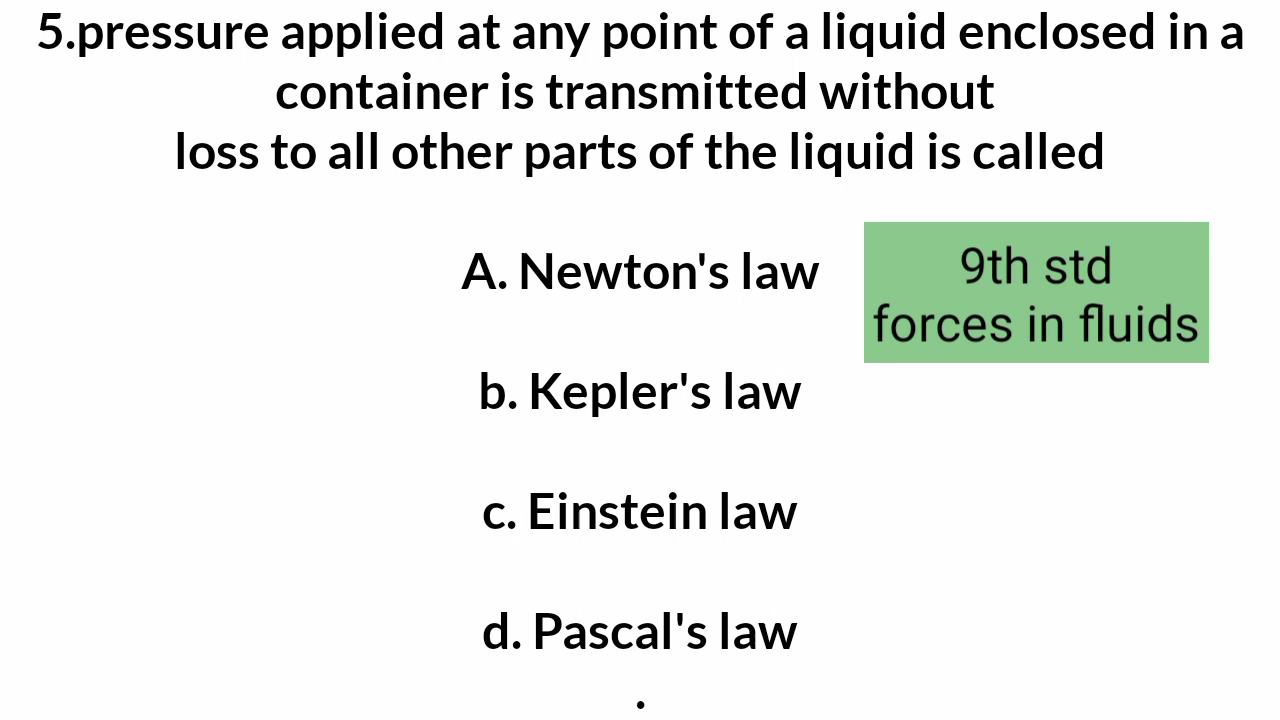 5.pressure applied at any point of a liquid enclosed in a
container is transmitted without
loss to all other parts of the liquid is called
A. Newton's law
9th std
forces in fluids
b. Kepler's law
c. Einstein law
d. Pascal's law
.